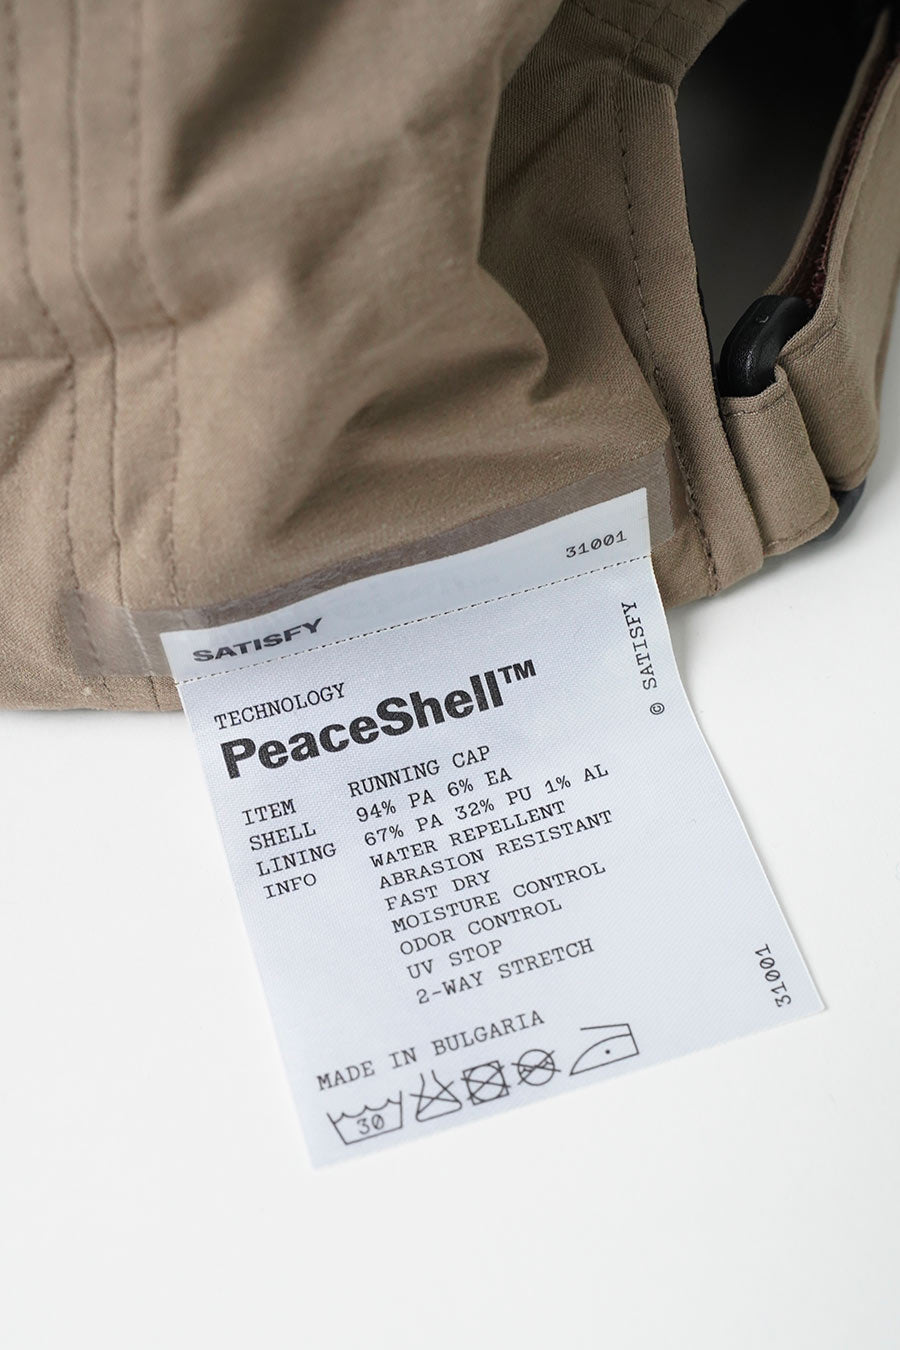 31001
SATISFY
© SATISFY
TECHNOLOGY
PeaceShell™
ITEM RUNNING CAP
SHELL 94% PA 6% EA
LINING 67% PA 32% PU 1% AL
INFO WATER REPELLENT
ABRASION RESISTANT
FAST DRY
MOISTURE CONTROL
ODOR CONTROL
UV STOP
2-WAY STRETCH
31001
MADE IN BULGARIA
30